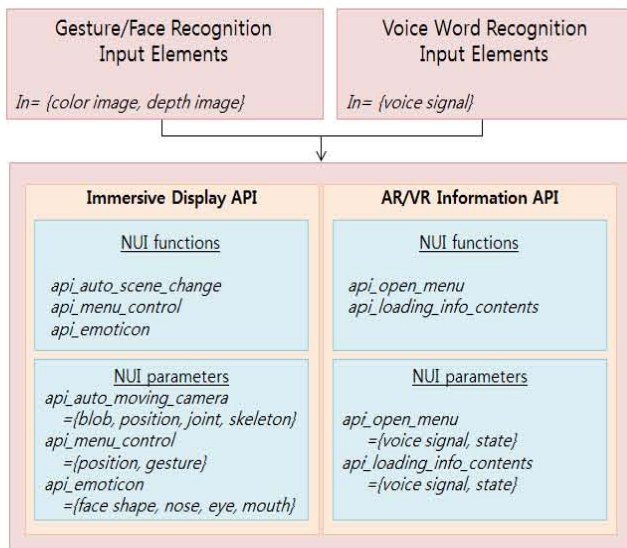 Gesture/Face Recognition
Input Elements
In= {color image, depth image}
Voice Word Recognition
Input Elements
In= {voice signal}
Immersive Display API
NUI functions
api_auto_scene_change
api_menu_control
api_emoticon
NUI parameters
api_auto_moving_camera
={blob, position, joint, skeleton}
api_menu_control
={position, gesture}
api_emoticon
={face shape, nose, eye, mouth}
AR/VR Information API
NUI functions
api_open_menu
api_loading_info_contents
NUI parameters
api_open_menu
={voice signal, state}
api_loading_info_contents
={voice signal, state}